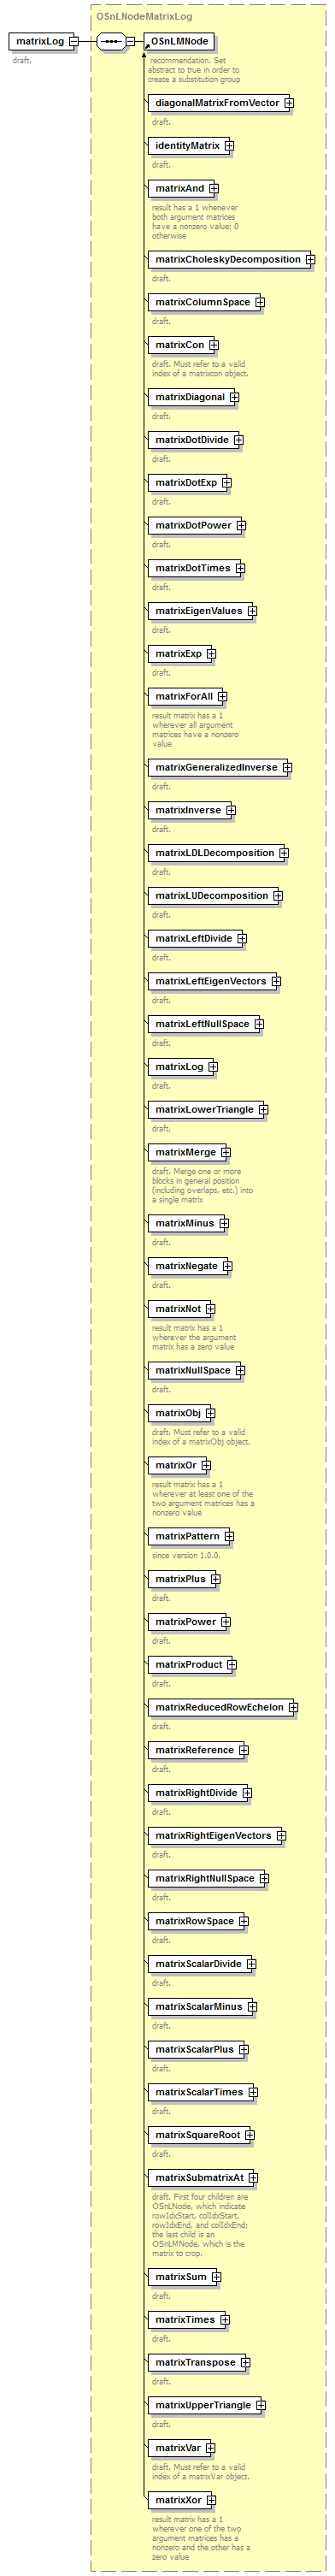 OSnLNodeMatrixLog
matrixLog
OSnLMNode
draft.
recommendation. Set
abstract to true in order to
create a substitution group
diagonalMatrixFromVector
draft.
identityMatrix
draft.
matrixAnd
result has a 1 whenever
both argument matrices
have a nonzero value; 0
otherwise
matrixCholeskyDecomposition
draft.
matrixColumnSpace
draft.
matrixCon
draft. Must refer to a valid
index of a matrixcon object.
matrixDiagonal
draft.
matrixDotDivide
draft.
matrixDotExp
draft.
matrixDotPower
draft.
matrixDotTimes
draft.
matrixEigenValues
draft.
matrixExp
draft.
matrixForAll
result matrix has a 1
wherever all argument
matrices have a nonzero
value
matrixGeneralizedInverse
draft.
matrixInverse
draft.
matrixLDLDecomposition
draft.
matrixLUDecomposition
draft.
matrixLeftDivide
draft.
matrixLeftEigenVectors
draft.
matrixLeftNullSpace
draft.
matrixLog
draft.
matrixLowerTriangle
draft.
matrixMerge
draft. Merge one or more
blocks in general position
(including overlaps, etc.) into
a single matrix
matrixMinus
draft.
matrixNegate
draft.
matrixNot
result matrix has a 1
wherever the argument
matrix has a zero value
matrixNullSpace
draft.
matrixObj
draft. Must refer to a valid
index of a matrixObj object.
matrixOr
result matrix has a 1
wherever at least one of the
two argument matrices has a
nonzero value
matrixPattern
since version 1.0.0.
matrixPlus
draft.
matrixPower
draft.
matrixProduct
draft.
matrixReducedRowEchelon
draft.
matrixReference
draft.
matrixRightDivide
draft.
matrixRightEigenVectors
draft.
matrixRightNullSpace
draft.
matrixRowSpace
draft.
matrixScalarDivide
draft.
matrixScalarMinus
draft.
matrixScalarPlus
draft.
matrixScalarTimes
draft.
matrixSquareRoot
draft.
matrixSubmatrixAt
draft. First four children are
OSnLNode, which indicate
rowIdxStart, colIdxStart,
rowIdxEnd, and colIdxEnd;
the last child is an
OSnLMNode, which is the
matrix to crop.
matrixSum
draft.
matrixTimes
draft.
matrixTranspose
draft.
matrixUpperTriangle
draft.
matrixVar
draft. Must refer to a valid
index of a matrixVar object.
matrixXor
result matrix has a 1
wherever one of the two
argument matrices has a
nonzero and the other has a
zero value